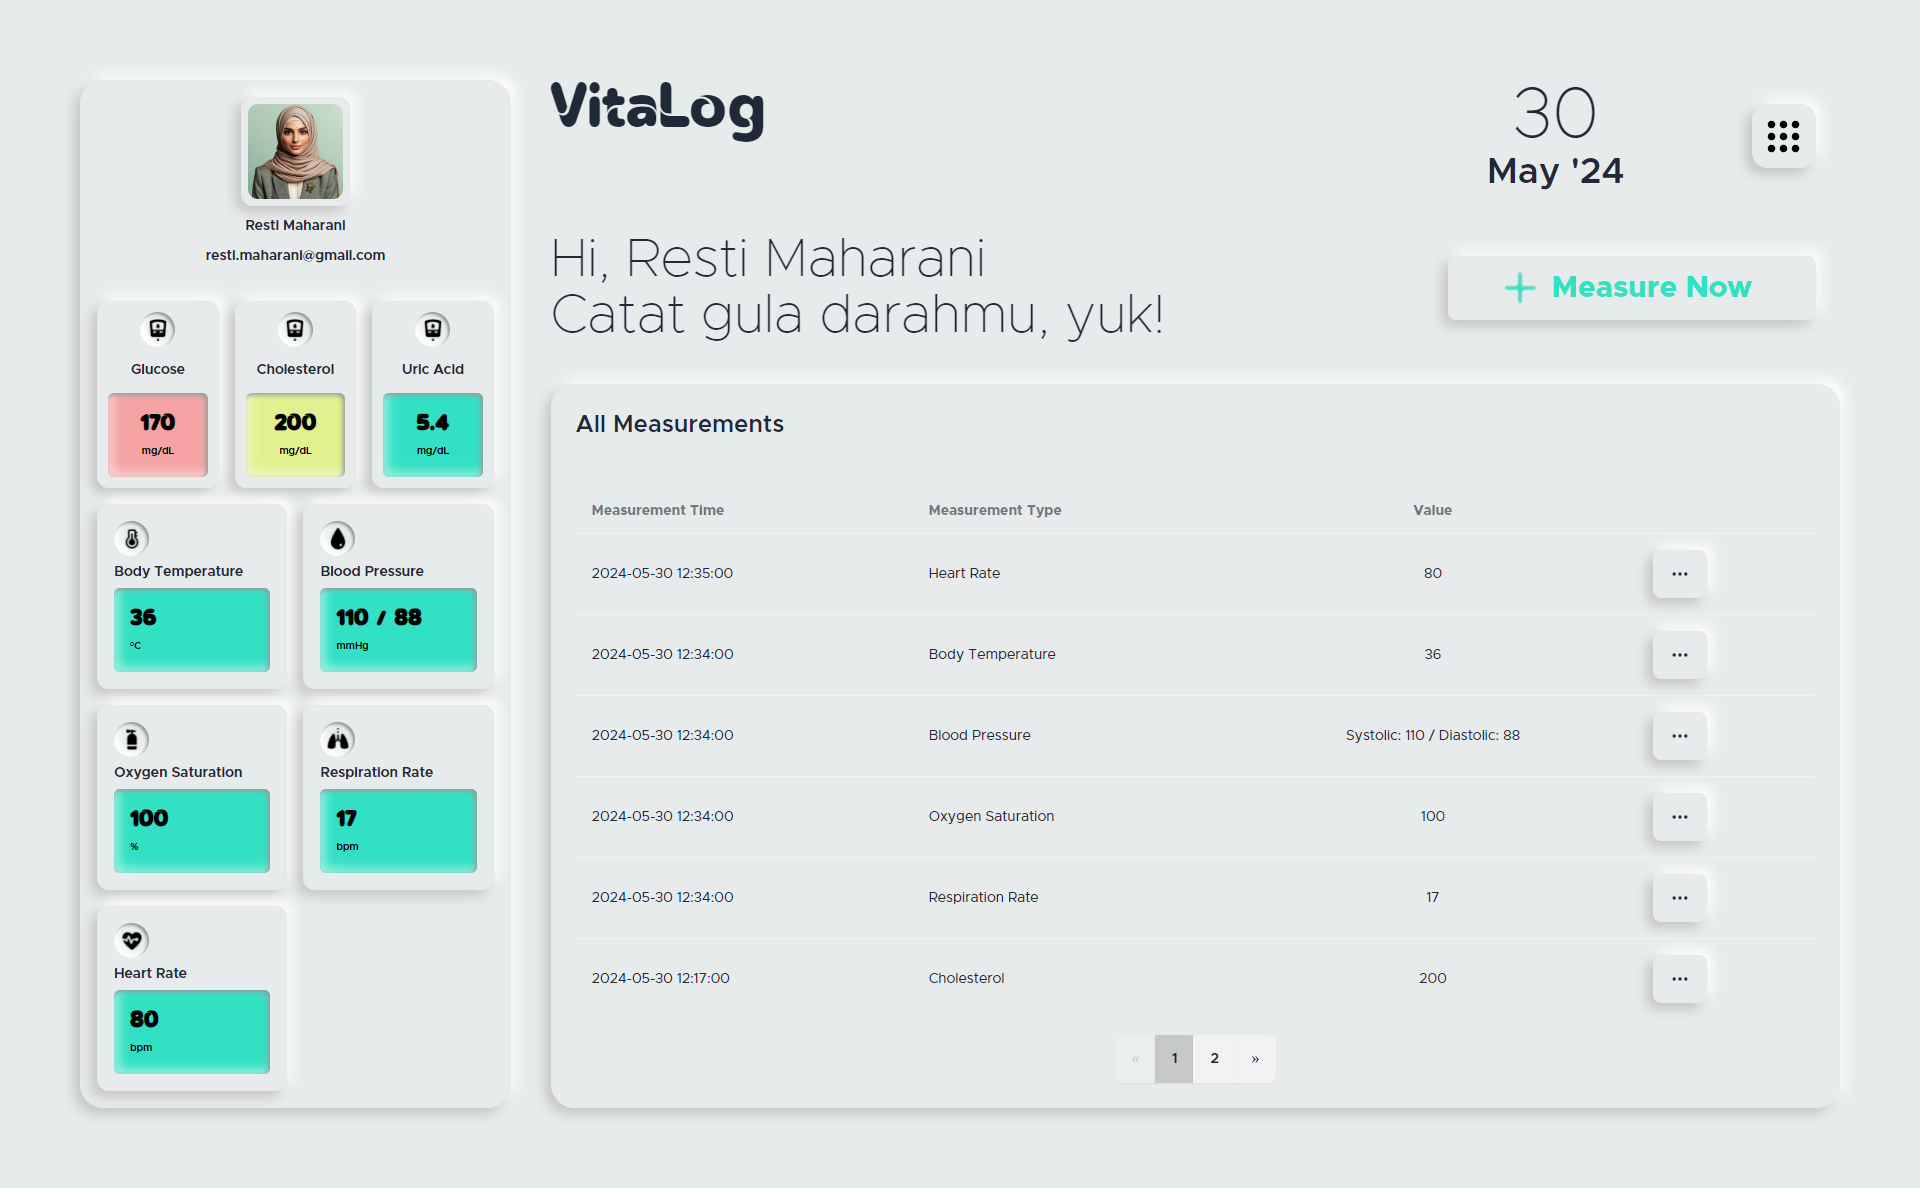 Resti Maharani
resti.maharani@gmail.com
Glucose
170
mg/dL
Cholesterol
200
mg/dL
Uric Acid
5.4
mg/dL
Body Temperature
36
°C
Blood Pressure
110 / 88
mmHg
Oxygen Saturation
100
%
Respiration Rate
17
bpm
Heart Rate
80
bpm
VitaLog
30
May '24
Hi, Resti Maharani
Catat gula darahmu, yuk!
+ Measure Now
All Measurements
Measurement Time Measurement Type Value
2024-05-30 12:35:00 Heart Rate 80 ...
2024-05-30 12:34:00 Body Temperature 36 ...
2024-05-30 12:34:00 Blood Pressure Systolic: 110 / Diastolic: 88 ...
2024-05-30 12:34:00 Oxygen Saturation 100 ...
2024-05-30 12:34:00 Respiration Rate 17 ...
2024-05-30 12:17:00 Cholesterol 200 ...
« 1 2 »